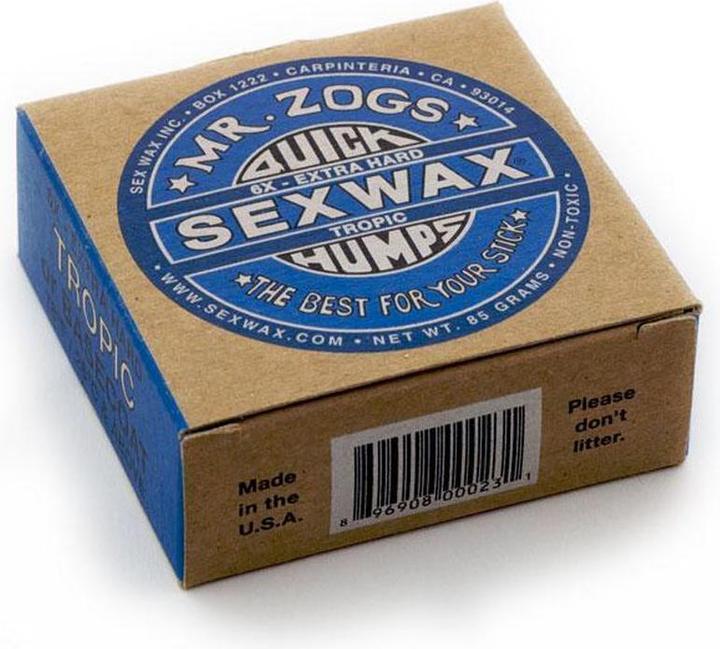 SEX WAX INC. • BOX 1222 • CARPINTERIA • CA • 93014
★ MR. ZOGS ★
QUICK
6X - EXTRA HARD
SEXWAX®
TROPIC
HUMPS
★THE BEST FOR YOUR STICK★
• WWW.SEXWAX.COM • NET WT. 85 GRAMS • NON-TOXIC •
TROPIC
Made
in the
U.S.A.
8 96908 00023 1
Please
don't
litter.